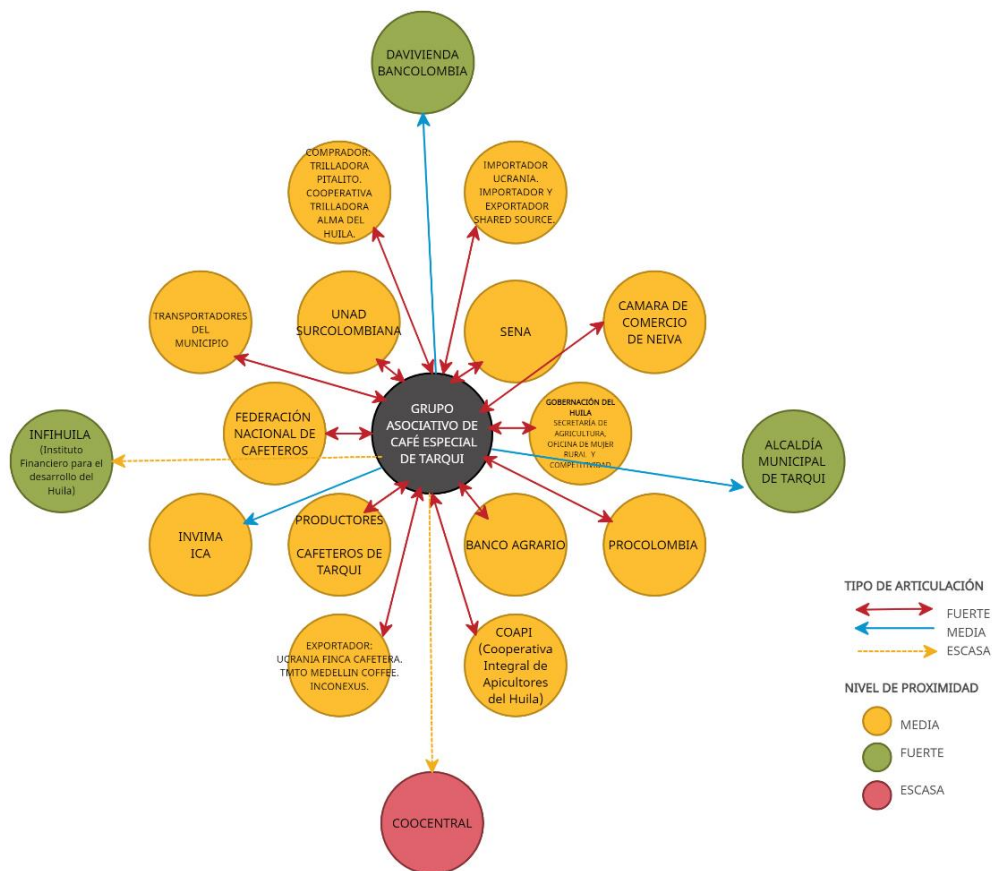 DAVIVIENDA
BANCOLOMBIA
COMPRADOR:
TRILLADORA
PITALITO.
COOPERATIVA
TRILLADORA
ALMA DEL
HUILA.
IMPORTADOR
UCRANIA.
IMPORTADOR Y
EXPORTADOR
SHARED SOURCE.
TRANSPORTADORES
DEL
MUNICIPIO
UNAD
SURCOLOMBIANA
SENA
CAMARA DE
COMERCIO
DE NEIVA
INFIHUILA
(Instituto
Financiero para el
desarrollo del
Huila)
FEDERACIÓN
NACIONAL DE
CAFETEROS
GRUPO
ASOCIATIVO DE
CAFÉ ESPECIAL
DE TARQUI
GOBERNACIÓN DEL
HUILA
SECRETARÍA DE
AGRICULTURA,
OFICINA DE MUJER
RURAL Y
COMPETITIVIDAD
ALCALDÍA
MUNICIPAL
DE TARQUI
INVIMA
ICA
PRODUCTORES
CAFETEROS DE
TARQUI
BANCO AGRARIO
PROCOLOMBIA
EXPORTADOR:
UCRANIA FINCA CAFETERA.
TMTO MEDELLIN COFFEE.
INCONEXUS.
COAPI
(Cooperativa
Integral de
Apicultores
del Huila)
COOCENTRAL
TIPO DE ARTICULACIÓN
FUERTE
MEDIA
ESCASA
NIVEL DE PROXIMIDAD
MEDIA
FUERTE
ESCASA